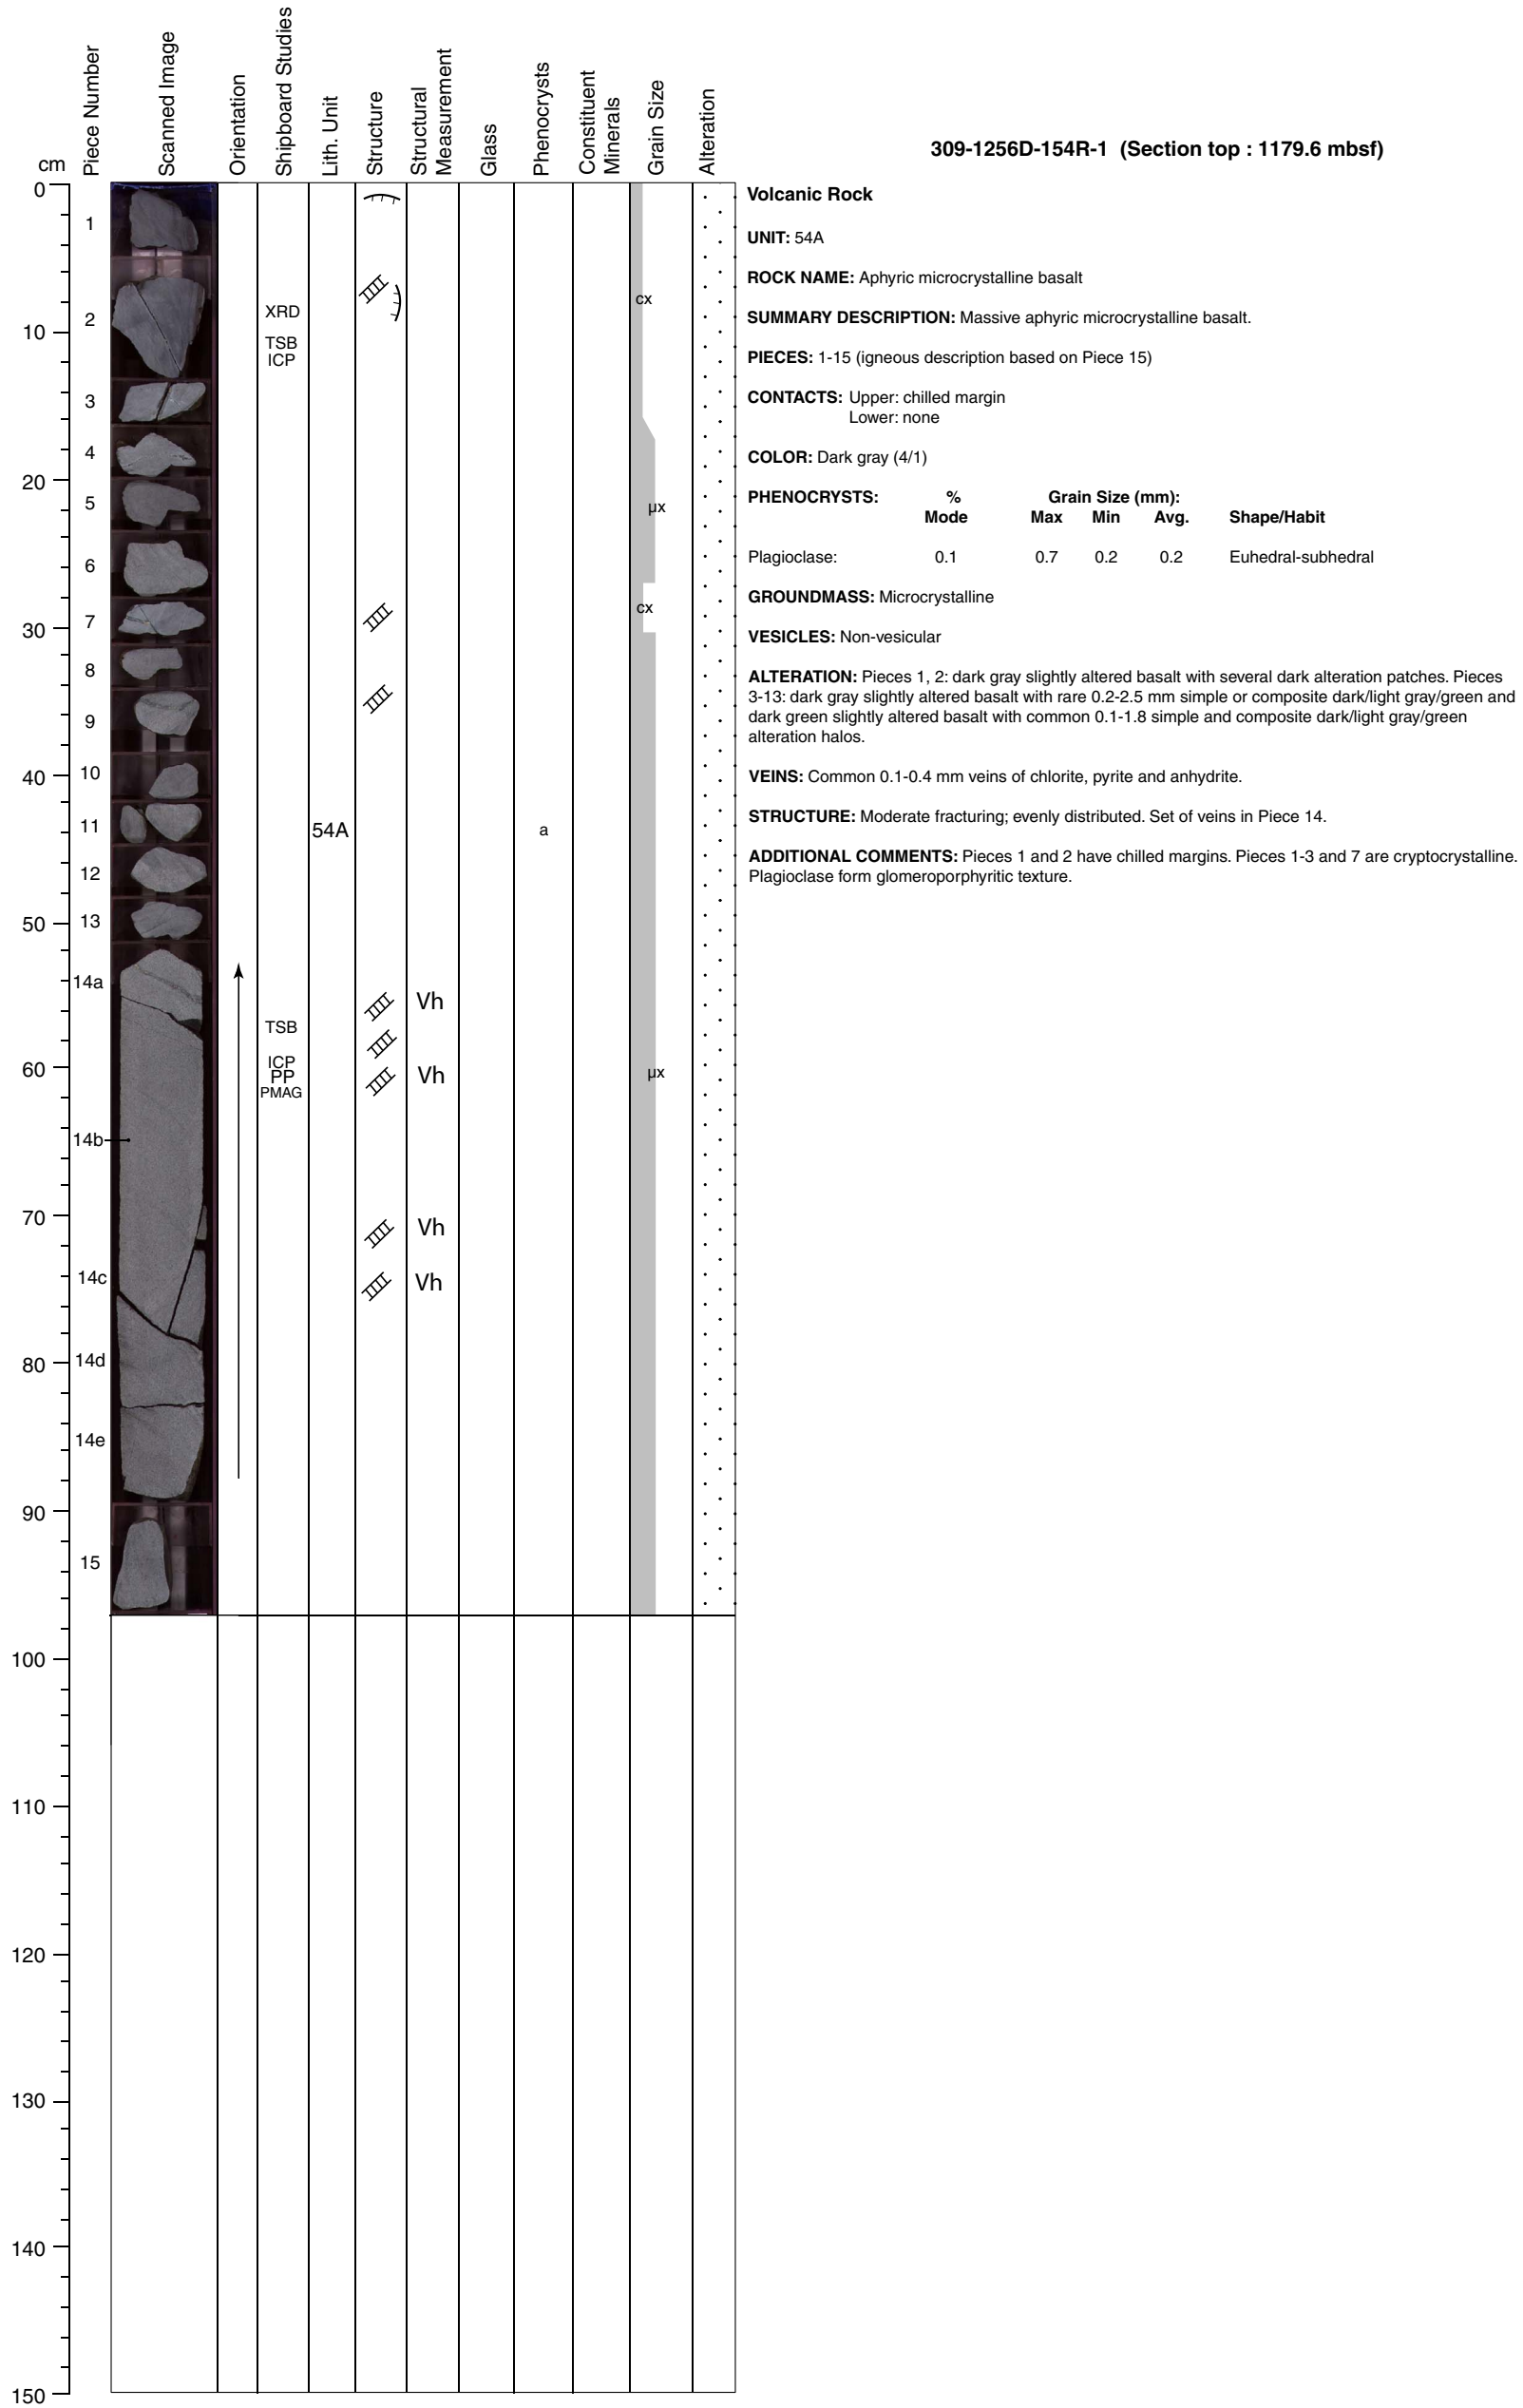 cm
Piece Number
Scanned Image
Orientation
Shipboard Studies
Lith. Unit
Structure
Structural Measurement
Glass
Phenocrysts
Constituent Minerals
Grain Size
Alteration
0
10
20
30
40
50
60
70
80
90
100
110
120
130
140
150
1
2
3
4
5
6
7
8
9
10
11
12
13
14a
14b
14c
14d
14e
15
XRD
TSB
ICP
TSB
ICP
PP
PMAG
54A
Vh
Vh
Vh
Vh
a
cx
µx
cx
µx
309-1256D-154R-1 (Section top : 1179.6 mbsf)
Volcanic Rock
UNIT: 54A
ROCK NAME: Aphyric microcrystalline basalt
SUMMARY DESCRIPTION: Massive aphyric microcrystalline basalt.
PIECES: 1-15 (igneous description based on Piece 15)
CONTACTS: Upper: chilled margin
Lower: none
COLOR: Dark gray (4/1)
PHENOCRYSTS: % Grain Size (mm):
Mode Max Min Avg. Shape/Habit
Plagioclase: 0.1 0.7 0.2 0.2 Euhedral-subhedral
GROUNDMASS: Microcrystalline
VESICLES: Non-vesicular
ALTERATION: Pieces 1, 2: dark gray slightly altered basalt with several dark alteration patches. Pieces
3-13: dark gray slightly altered basalt with rare 0.2-2.5 mm simple or composite dark/light gray/green and
dark green slightly altered basalt with common 0.1-1.8 simple and composite dark/light gray/green
alteration halos.
VEINS: Common 0.1-0.4 mm veins of chlorite, pyrite and anhydrite.
STRUCTURE: Moderate fracturing; evenly distributed. Set of veins in Piece 14.
ADDITIONAL COMMENTS: Pieces 1 and 2 have chilled margins. Pieces 1-3 and 7 are cryptocrystalline.
Plagioclase form glomeroporphyritic texture.